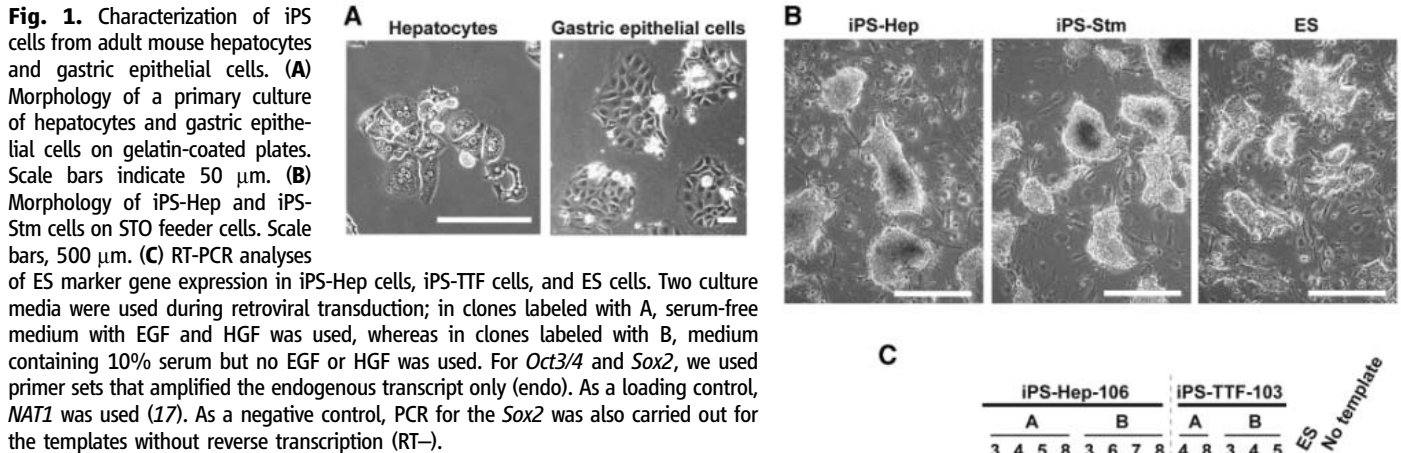 Fig. 1. Characterization of iPS
cells from adult mouse hepatocytes
and gastric epithelial cells. (A)
Morphology of a primary culture
of hepatocytes and gastric epithe-
lial cells on gelatin-coated plates.
Scale bars indicate 50 μm. (B)
Morphology of iPS-Hep and iPS-
Stm cells on STO feeder cells. Scale
bars, 500 μm. (C) RT-PCR analyses
of ES marker gene expression in iPS-Hep cells, iPS-TTF cells, and ES cells. Two culture
media were used during retroviral transduction; in clones labeled with A, serum-free
medium with EGF and HGF was used, whereas in clones labeled with B, medium
containing 10% serum but no EGF or HGF was used. For Oct3/4 and Sox2, we used
primer sets that amplified the endogenous transcript only (endo). As a loading control,
NAT1 was used (17). As a negative control, PCR for the Sox2 was also carried out for
the templates without reverse transcription (RT–).
A
Hepatocytes Gastric epithelial cells
B
iPS-Hep iPS-Stm ES
C
iPS-Hep-106 iPS-TTF-103
A B A B
3 4 5 8 3 6 7 8 4 8 3 4 5 ES No template